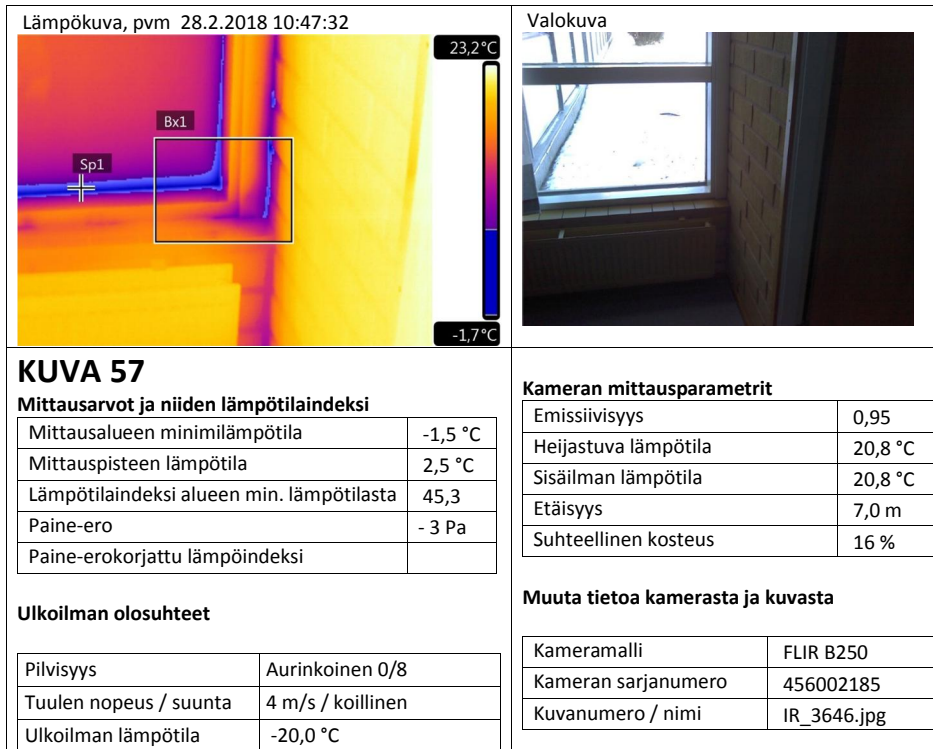 Lämpökuva, pvm 28.2.2018 10:47:32
Valokuva
23,2°C
Bx1
Sp1
-1,7°C
KUVA 57
Mittausarvot ja niiden lämpötilaindeksi
Mittausalueen minimilämpötila -1,5 °C
Mittauspisteen lämpötila 2,5 °C
Lämpötilaindeksi alueen min. lämpötilasta 45,3
Paine-ero - 3 Pa
Paine-erokorjattu lämpöindeksi
Ulkoilman olosuhteet
Pilvisyys Aurinkoinen 0/8
Tuulen nopeus / suunta 4 m/s / koillinen
Ulkoilman lämpötila -20,0 °C
Kameran mittausparametrit
Emissiivisyys 0,95
Heijastuva lämpötila 20,8 °C
Sisäilman lämpötila 20,8 °C
Etäisyys 7,0 m
Suhteellinen kosteus 16 %
Muuta tietoa kamerasta ja kuvasta
Kameramalli FLIR B250
Kameran sarjanumero 456002185
Kuvanumero / nimi IR_3646.jpg